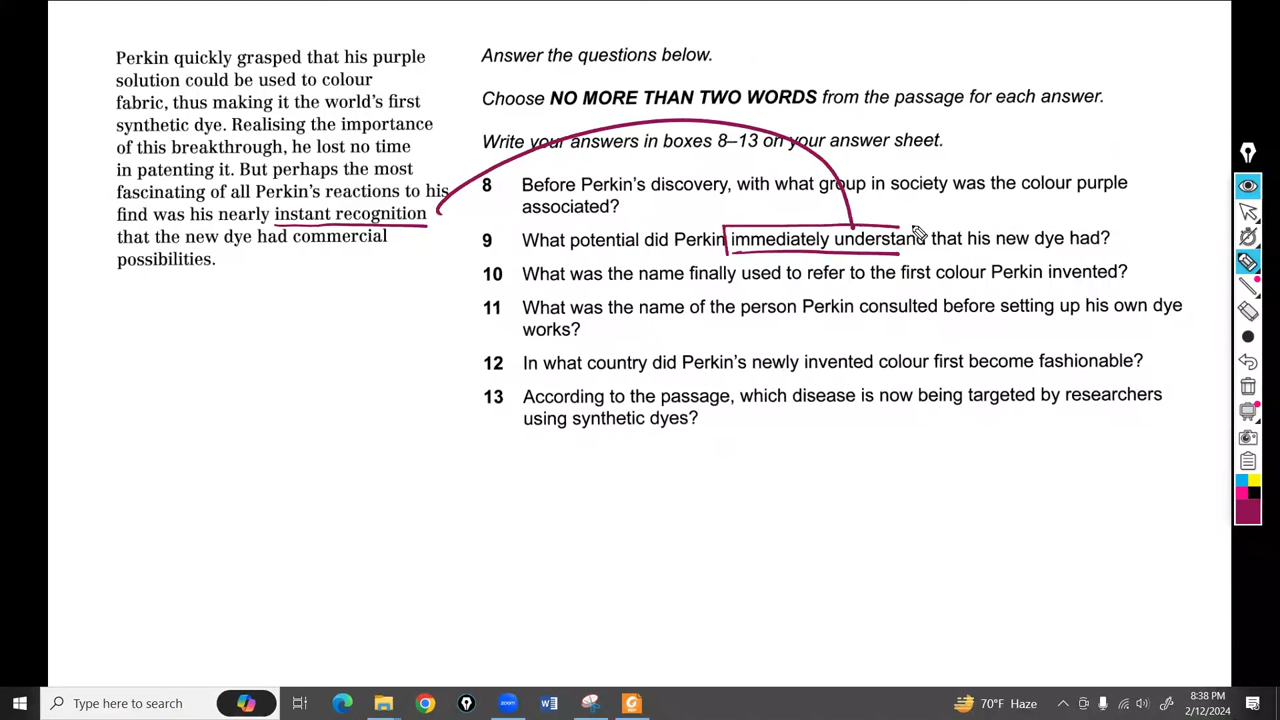 Perkin quickly grasped that his purple
solution could be used to colour
fabric, thus making it the world's first
synthetic dye. Realising the importance
of this breakthrough, he lost no time
in patenting it. But perhaps the most
fascinating of all Perkin's reactions to his
find was his nearly instant recognition
that the new dye had commercial
possibilities.
Answer the questions below.
Choose NO MORE THAN TWO WORDS from the passage for each answer.
Write your answers in boxes 8–13 on your answer sheet.
8 Before Perkin's discovery, with what group in society was the colour purple
associated?
9 What potential did Perkin immediately understand that his new dye had?
10 What was the name finally used to refer to the first colour Perkin invented?
11 What was the name of the person Perkin consulted before setting up his own dye
works?
12 In what country did Perkin's newly invented colour first become fashionable?
13 According to the passage, which disease is now being targeted by researchers
using synthetic dyes?
Type here to search
zoom
70°F Haze
8:38 PM
2/12/2024